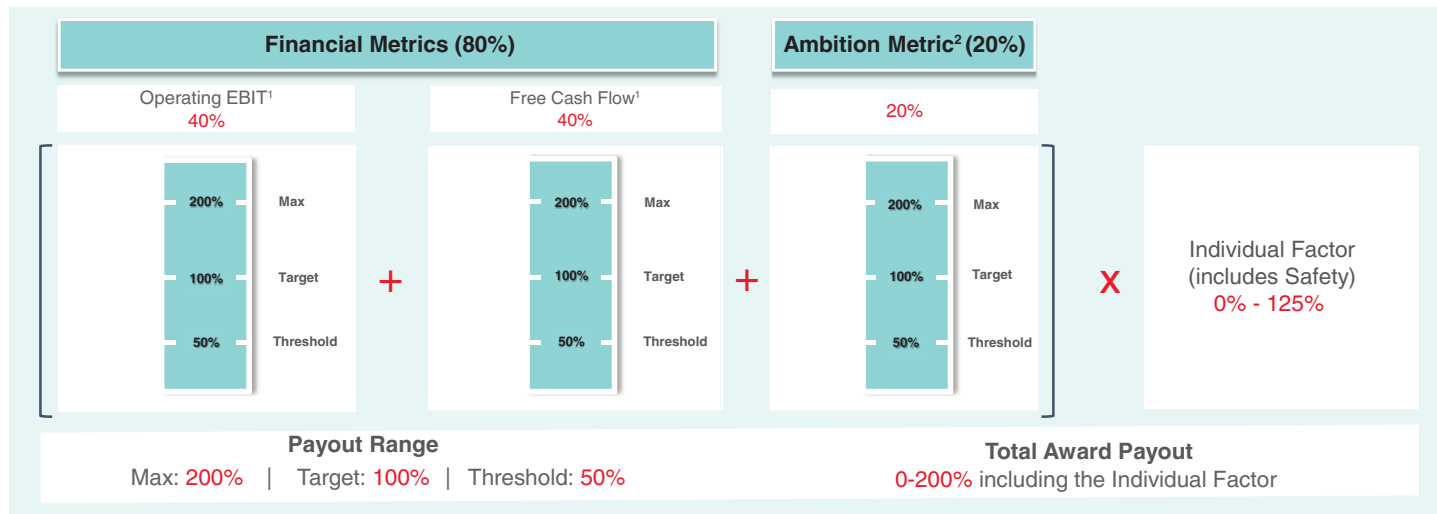 Financial Metrics (80%)
Ambition Metric² (20%)
Operating EBIT¹
40%
Free Cash Flow¹
40%
20%
200% Max
100% Target
50% Threshold
+
200% Max
100% Target
50% Threshold
+
200% Max
100% Target
50% Threshold
x
Individual Factor
(includes Safety)
0% - 125%
Payout Range
Max: 200% | Target: 100% | Threshold: 50%
Total Award Payout
0-200% including the Individual Factor